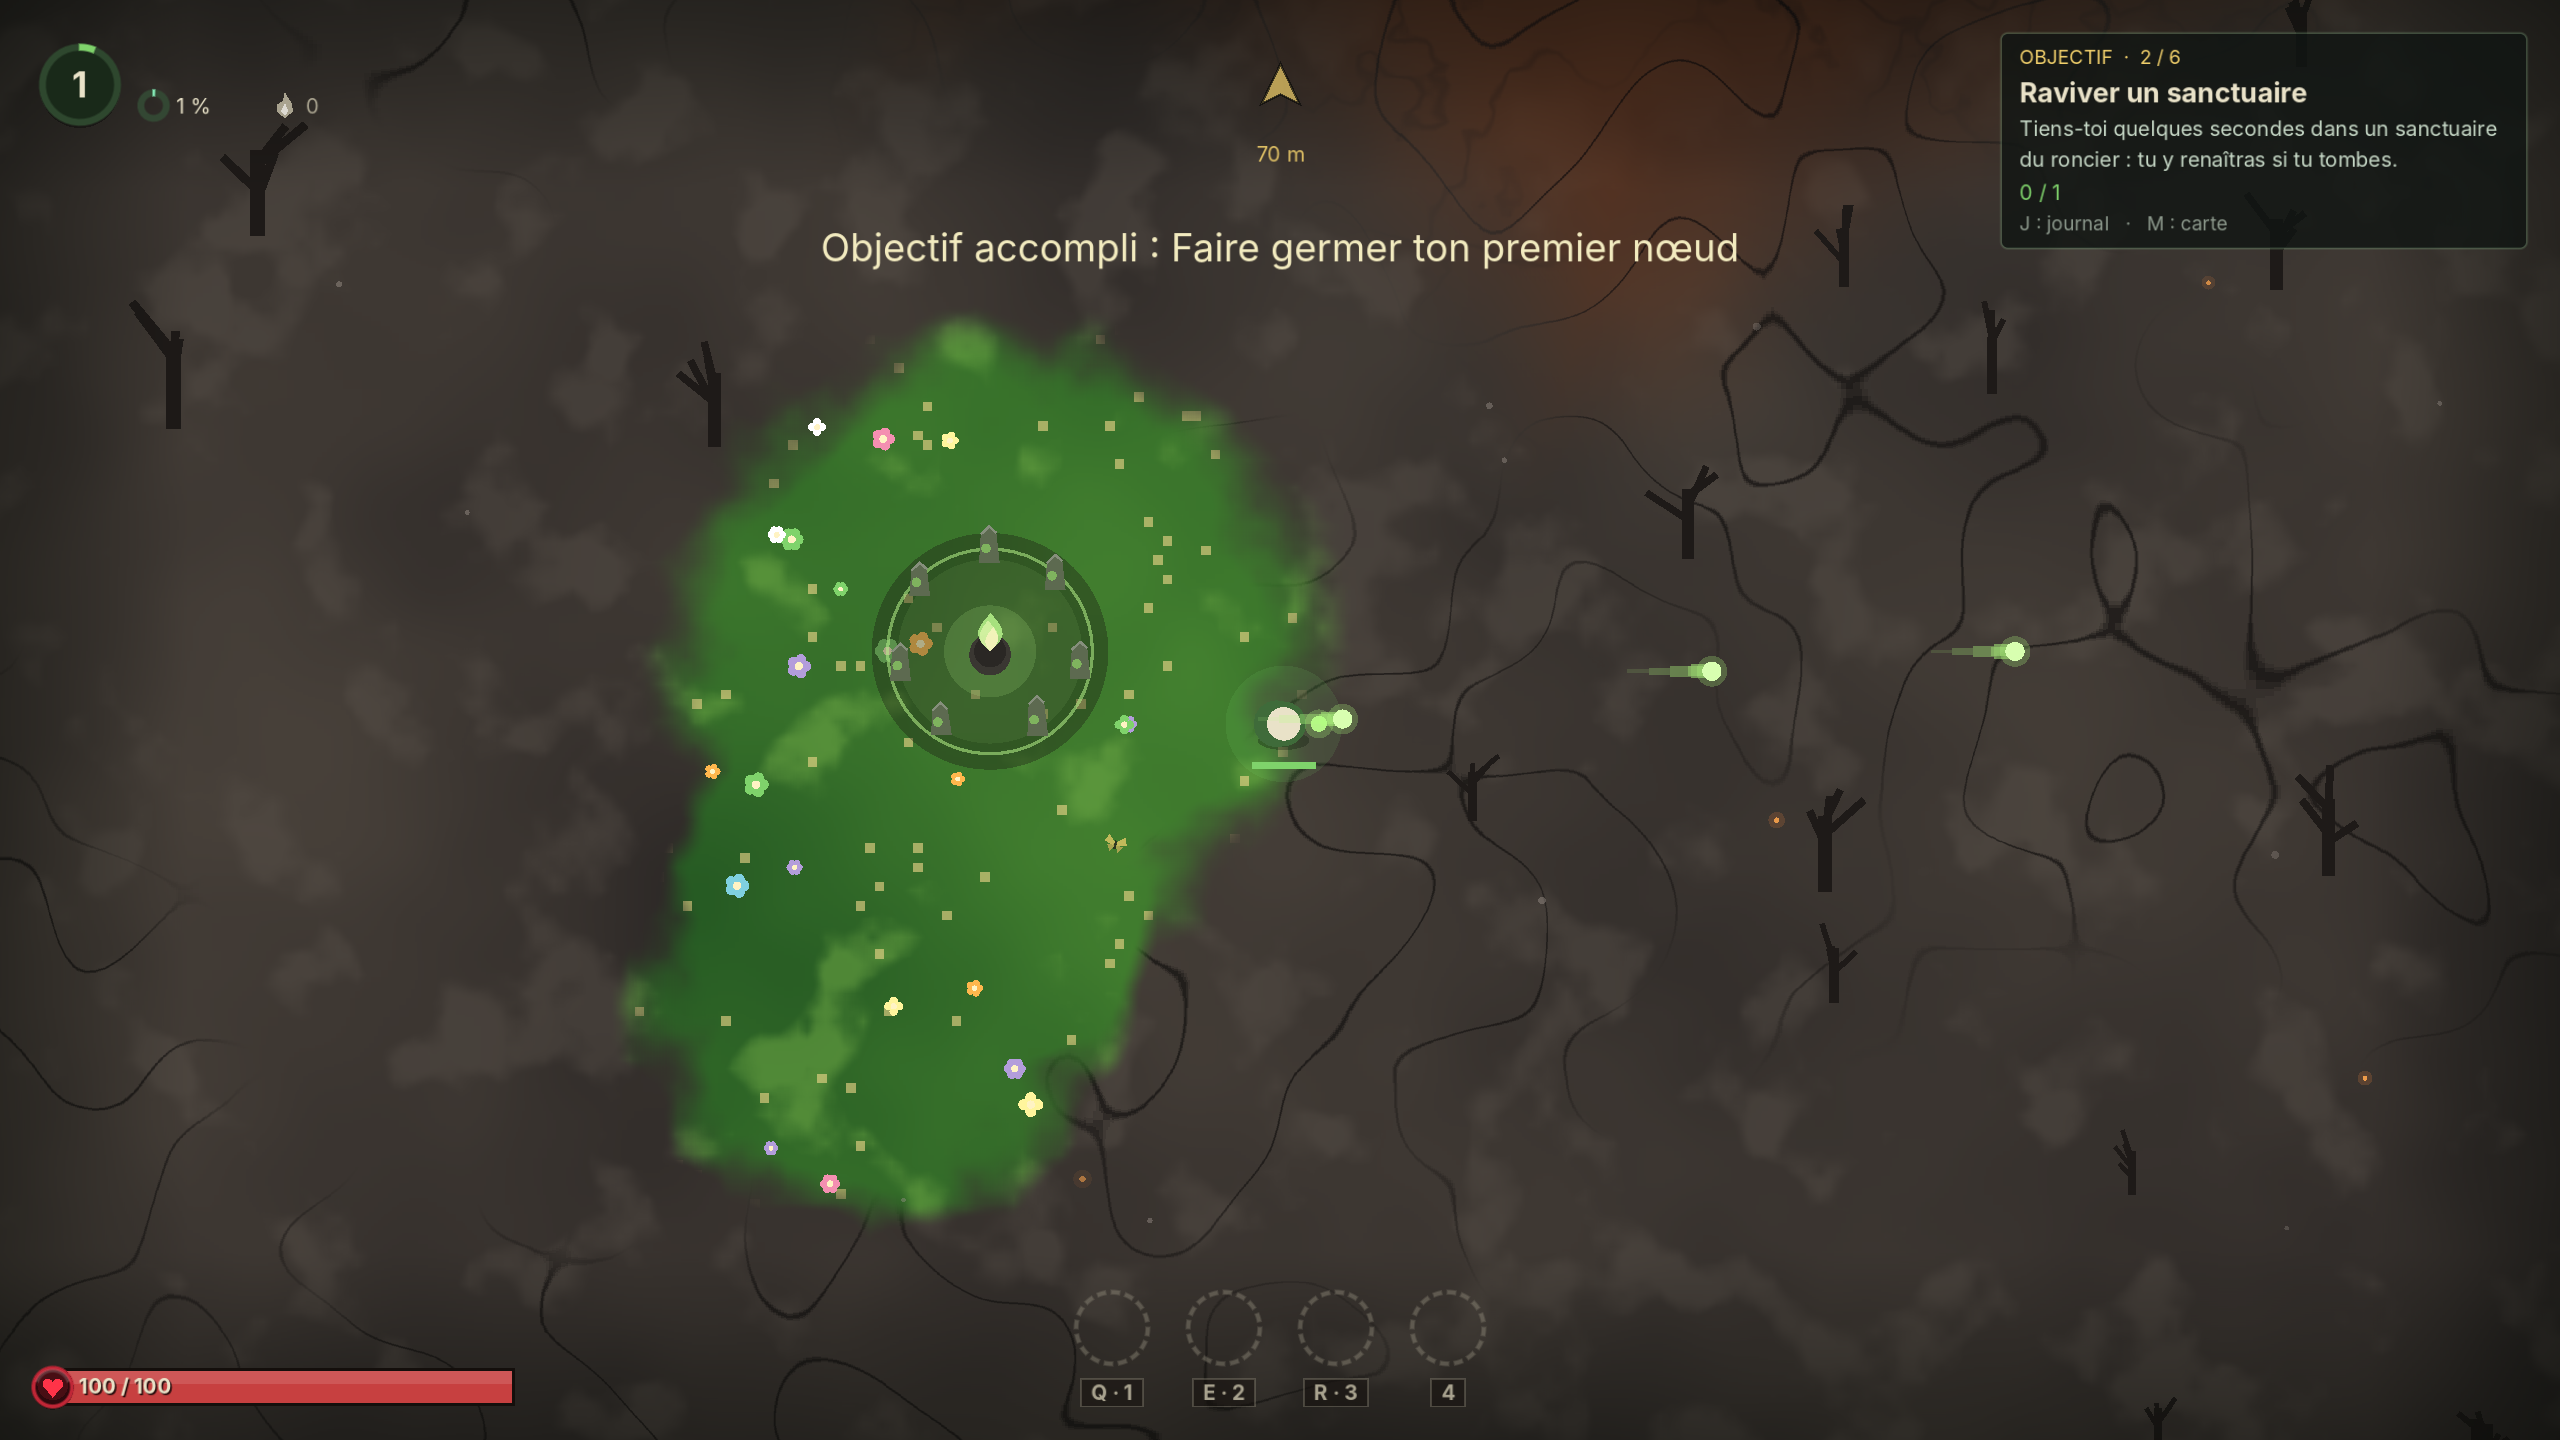 1
1 %
0
70 m
OBJECTIF · 2 / 6
Raviver un sanctuaire
Tiens-toi quelques secondes dans un sanctuaire
du roncier : tu y renaîtras si tu tombes.
0 / 1
J : journal · M : carte
Objectif accompli : Faire germer ton premier nœud
100 / 100
Q · 1
E · 2
R · 3
4